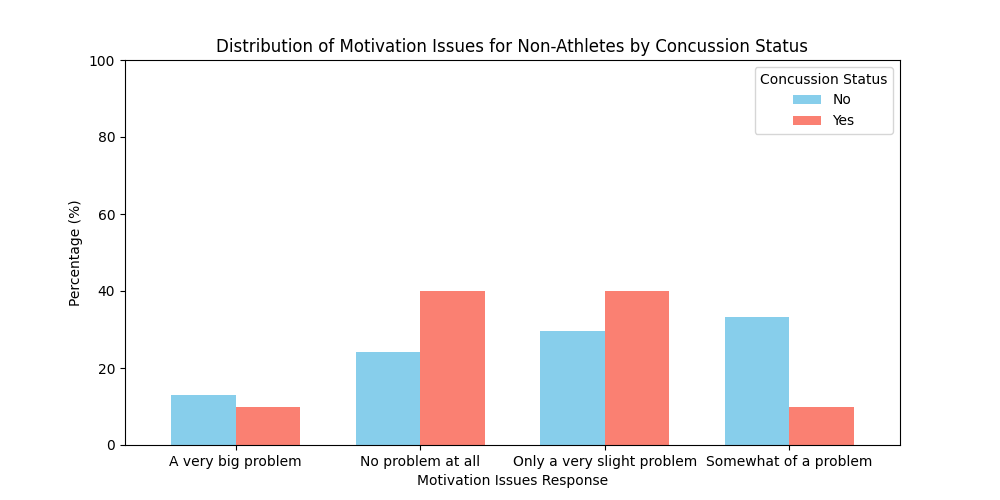 Distribution of Motivation Issues for Non-Athletes by Concussion Status
Concussion Status
No
Yes
Percentage (%)
100
80
60
40
20
0
A very big problem
No problem at all
Only a very slight problem
Somewhat of a problem
Motivation Issues Response